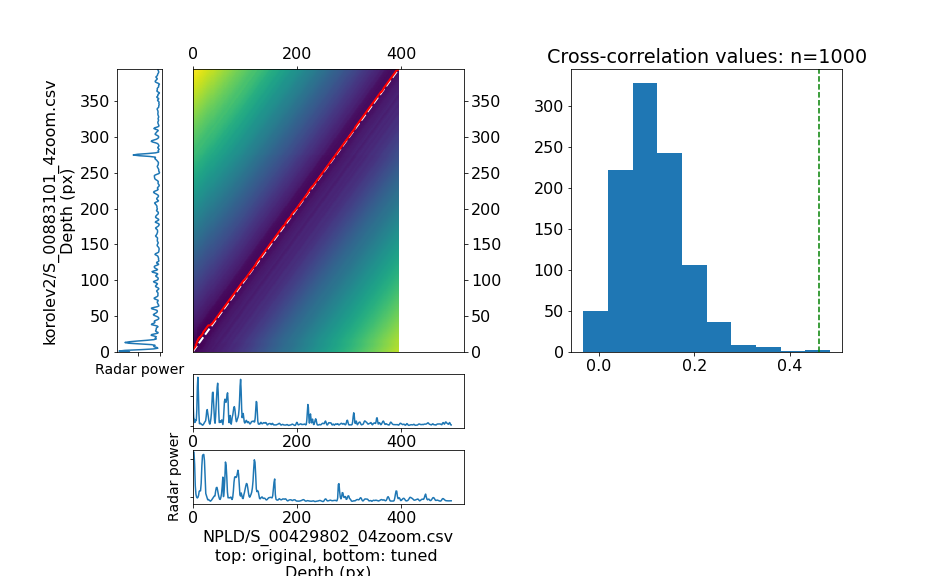 0 200 400
Cross-correlation values: n=1000
korolev2/S_00883101_4zoom.csv
Depth (px)
350
300
250
200
150
100
50
0
350
300
250
200
150
100
50
0
300
250
200
150
100
50
0
0.0 0.2 0.4
Radar power
0 200 400
Radar power
0 200 400
NPLD/S_00429802_04zoom.csv
top: original, bottom: tuned
Depth (px)